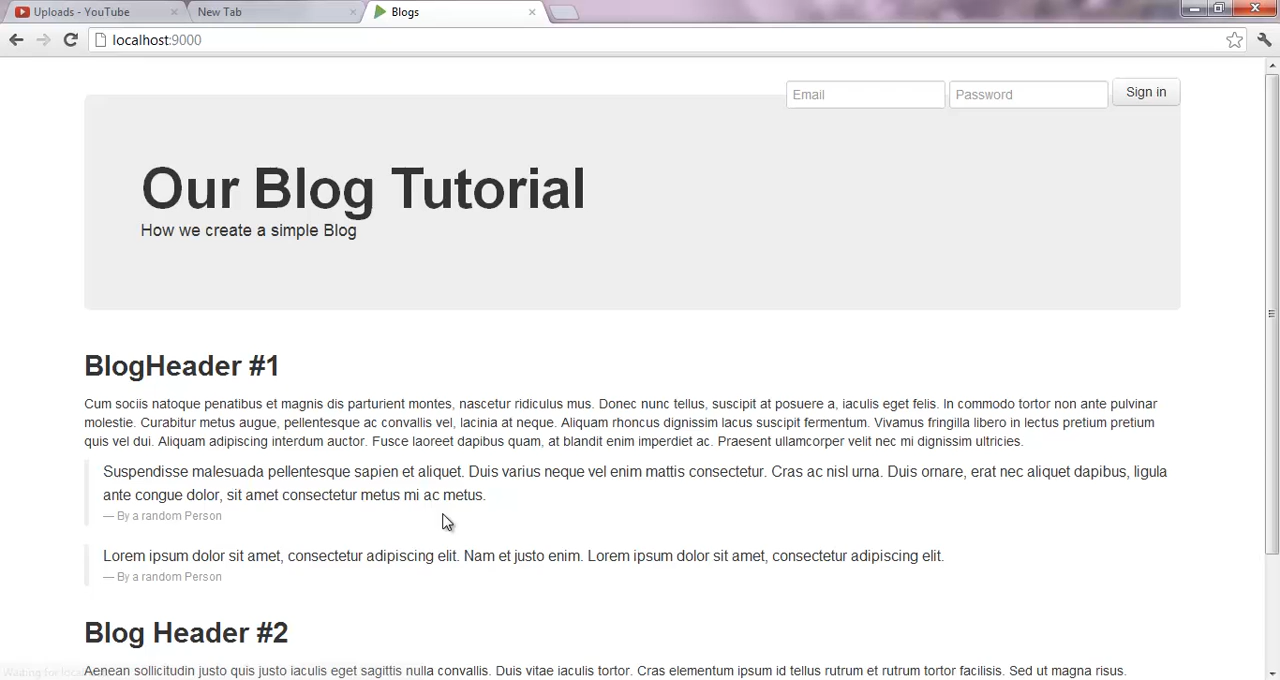 Uploads - YouTube
New Tab
Blogs
localhost:9000
Email
Password
Sign in
Our Blog Tutorial
How we create a simple Blog
BlogHeader #1
Cum sociis natoque penatibus et magnis dis parturient montes, nascetur ridiculus mus. Donec nunc tellus, suscipit at posuere a, iaculis eget felis. In commodo tortor non ante pulvinar
molestie. Curabitur metus augue, pellentesque ac convallis vel, lacinia at neque. Aliquam rhoncus dignissim lacus suscipit fermentum. Vivamus fringilla libero in lectus pretium pretium
quis vel dui. Aliquam adipiscing interdum auctor. Fusce laoreet dapibus quam, at blandit enim imperdiet ac. Praesent ullamcorper velit nec mi dignissim ultricies.
Suspendisse malesuada pellentesque sapien et aliquet. Duis varius neque vel enim mattis consectetur. Cras ac nisl urna. Duis ornare, erat nec aliquet dapibus, ligula
ante congue dolor, sit amet consectetur metus mi ac metus.
— By a random Person
Lorem ipsum dolor sit amet, consectetur adipiscing elit. Nam et justo enim. Lorem ipsum dolor sit amet, consectetur adipiscing elit.
— By a random Person
Blog Header #2
Aenean sollicitudin justo quis justo iaculis eget sagittis nulla convallis. Duis vitae iaculis tortor. Cras elementum ipsum id tellus rutrum et rutrum tortor facilisis. Sed ut magna risus.
Waiting for